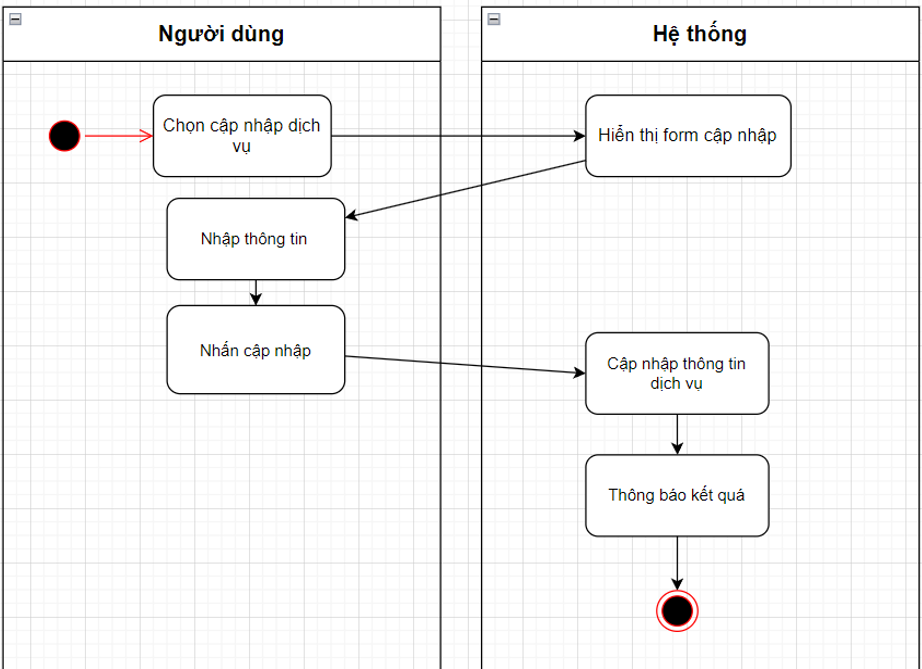 Người dùng
Hệ thống
Chọn cập nhập dịch
vụ
Hiển thị form cập nhập
Nhập thông tin
Nhấn cập nhập
Cập nhập thông tin
dịch vụ
Thông báo kết quả